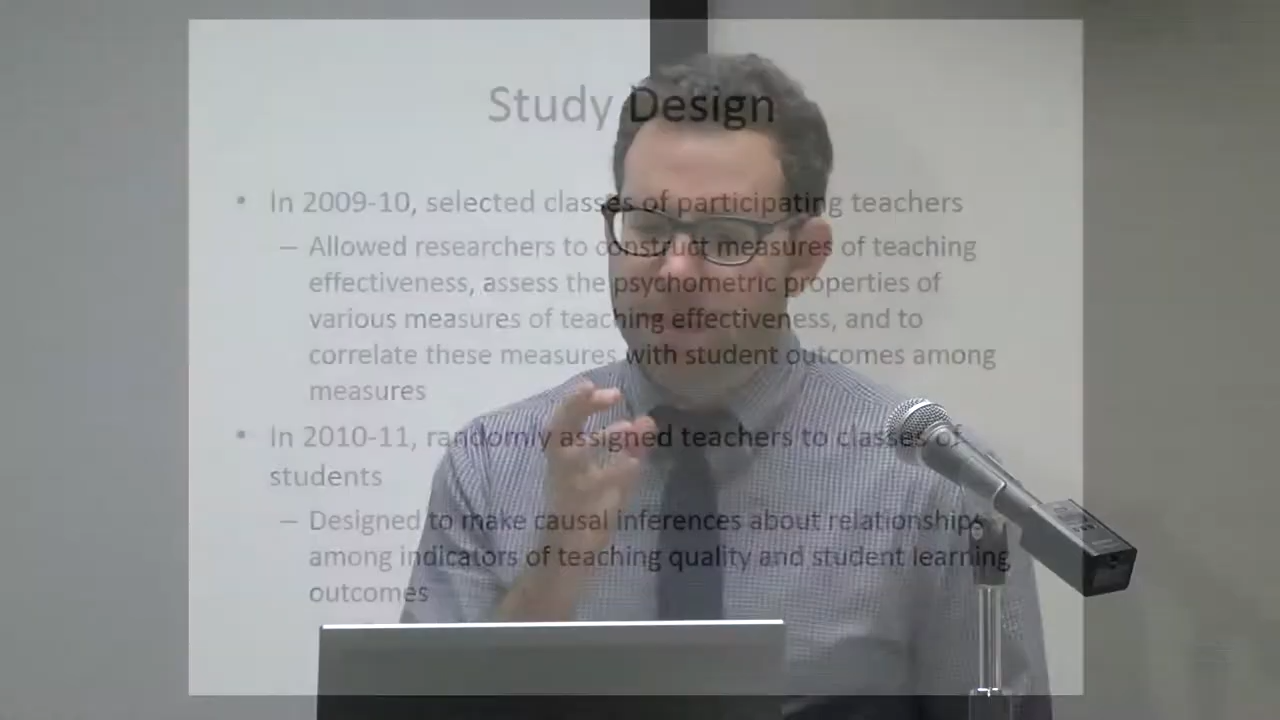 Study Design
• In 2009-10, selected classes of participating teachers
– Allowed researchers to construct measures of teaching
effectiveness, assess the psychometric properties of
various measures of teaching effectiveness, and to
correlate these measures with student outcomes among
measures
• In 2010-11, randomly assigned teachers to classes of
students
– Designed to make causal inferences about relationships
among indicators of teaching quality and student learning
outcomes